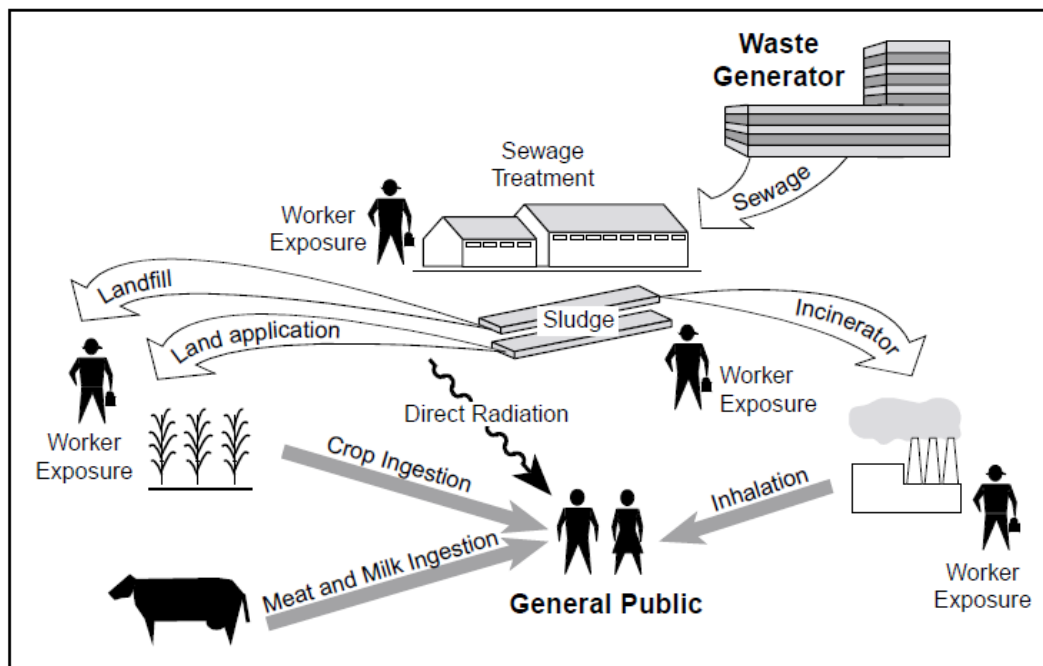 Waste
Generator
Sewage
Treatment
Sewage
Worker
Exposure
Landfill
Sludge
Incinerator
Land application
Worker
Exposure
Direct Radiation
Worker
Exposure
Crop Ingestion
Inhalation
Meat and Milk Ingestion
General Public
Worker
Exposure